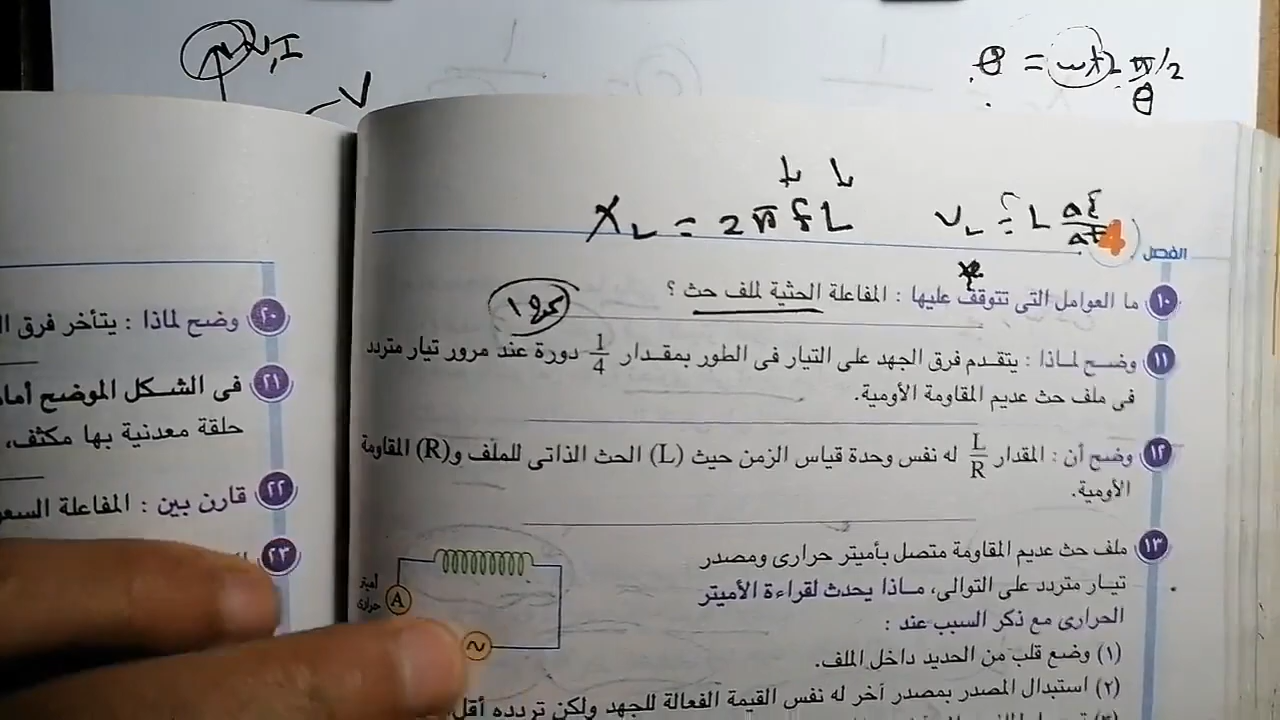 V, I
V
θ = ωt - π/2
θ
X_L = 2πfL
V_L = L ΔI/Δt
الفصل 4
١٠ ما العوامل التى تتوقف عليها : المفاعلة الحثية لملف حث ؟
١١ وضح لماذا : يتقدم فرق الجهد على التيار فى الطور بمقدار 1/4 دورة عند مرور تيار متردد
فى ملف حث عديم المقاومة الأومية.
١٢ وضح أن : المقدار L/R له نفس وحدة قياس الزمن حيث (L) الحث الذاتى للملف و(R) المقاومة
الأومية.
١٣ ملف حث عديم المقاومة متصل بأميتر حرارى ومصدر
تيار متردد على التوالى، ماذا يحدث لقراءة الأميتر
الحرارى مع ذكر السبب عند :
(١) وضع قلب من الحديد داخل الملف.
(٢) استبدال المصدر بمصدر آخر له نفس القيمة الفعالة للجهد ولكن تردده أقل
أميتر
حرارى
A
~
٢٠ وضح لماذا : يتأخر فرق
٢١ فى الشكل الموضح
حلقة معدنية بها مكثف،
٢٢ قارن بين : المفاعلة
٢٣